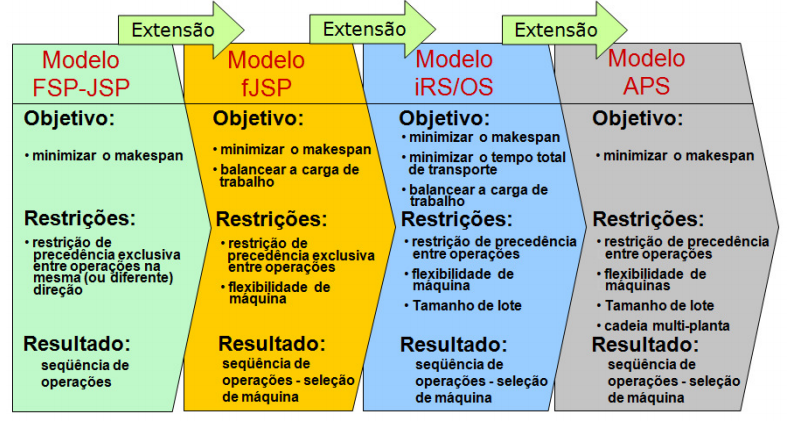 Extensão
Extensão
Extensão
Modelo
FSP-JSP
Objetivo:
• minimizar o makespan
Restrições:
• restrição de
precedência exclusiva
entre operações na
mesma (ou diferente)
direção
Resultado:
seqüência de
operações
Modelo
fJSP
Objetivo:
• minimizar o makespan
• balancear a carga de
trabalho
Restrições:
• restrição de
precedência exclusiva
entre operações
• flexibilidade de
máquina
Resultado:
seqüência de
operações - seleção
de máquina
Modelo
iRS/OS
Objetivo:
• minimizar o makespan
• minimizar o tempo total
de transporte
• balancear a carga de
trabalho
Restrições:
• restrição de precedência
entre operações
• flexibilidade de
máquina
• Tamanho de lote
Resultado:
seqüência de
operações - seleção
de máquina
Modelo
APS
Objetivo:
• minimizar o makespan
Restrições:
• restrição de precedência
entre operações
• flexibilidade de
máquinas
• Tamanho de lote
• cadeia multi-planta
Resultado:
seqüência de
operações - seleção
de máquina